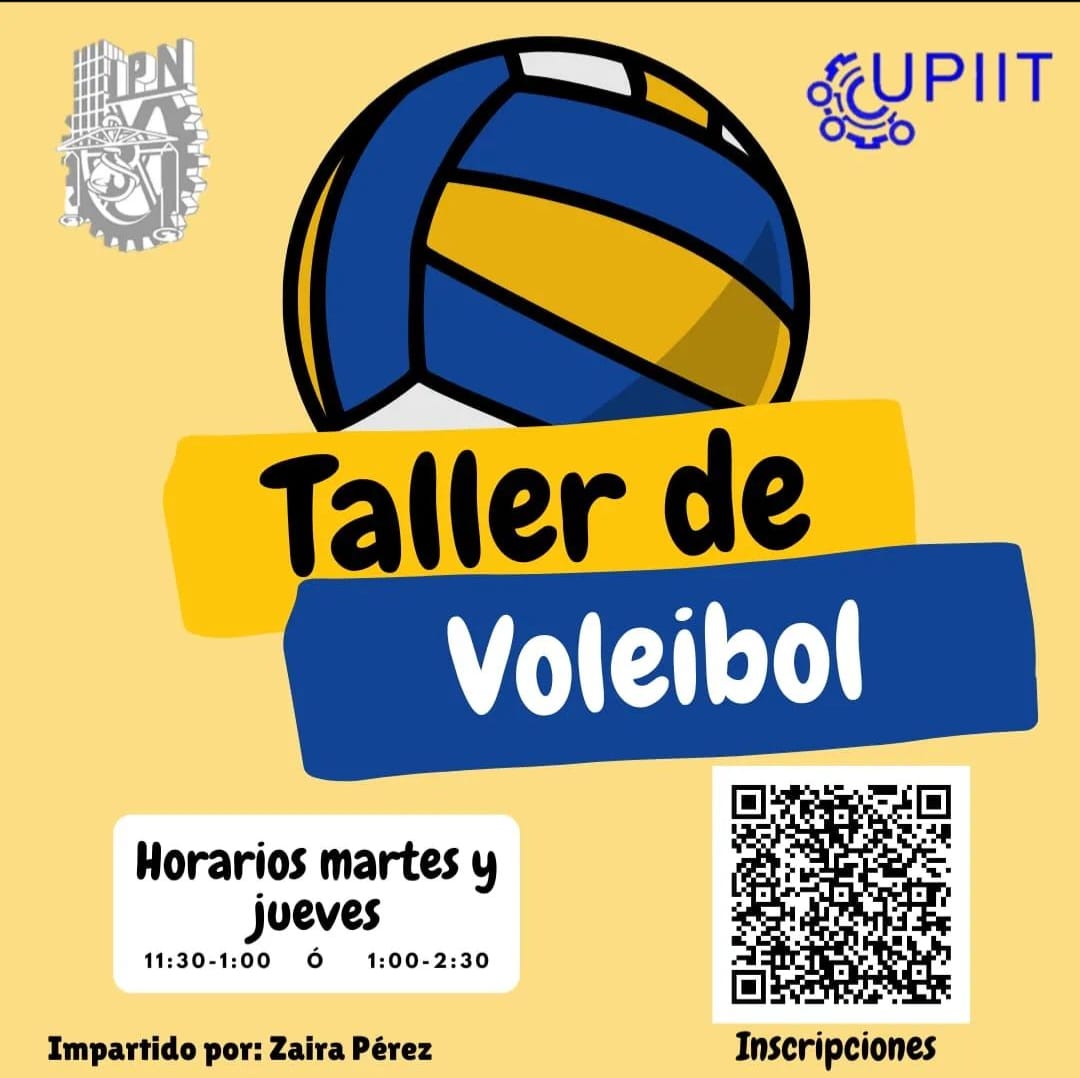 IPN
UPIIT
Taller de
Voleibol
Horarios martes y
jueves
11:30-1:00 Ó 1:00-2:30
Impartido por: Zaira Pérez
Inscripciones